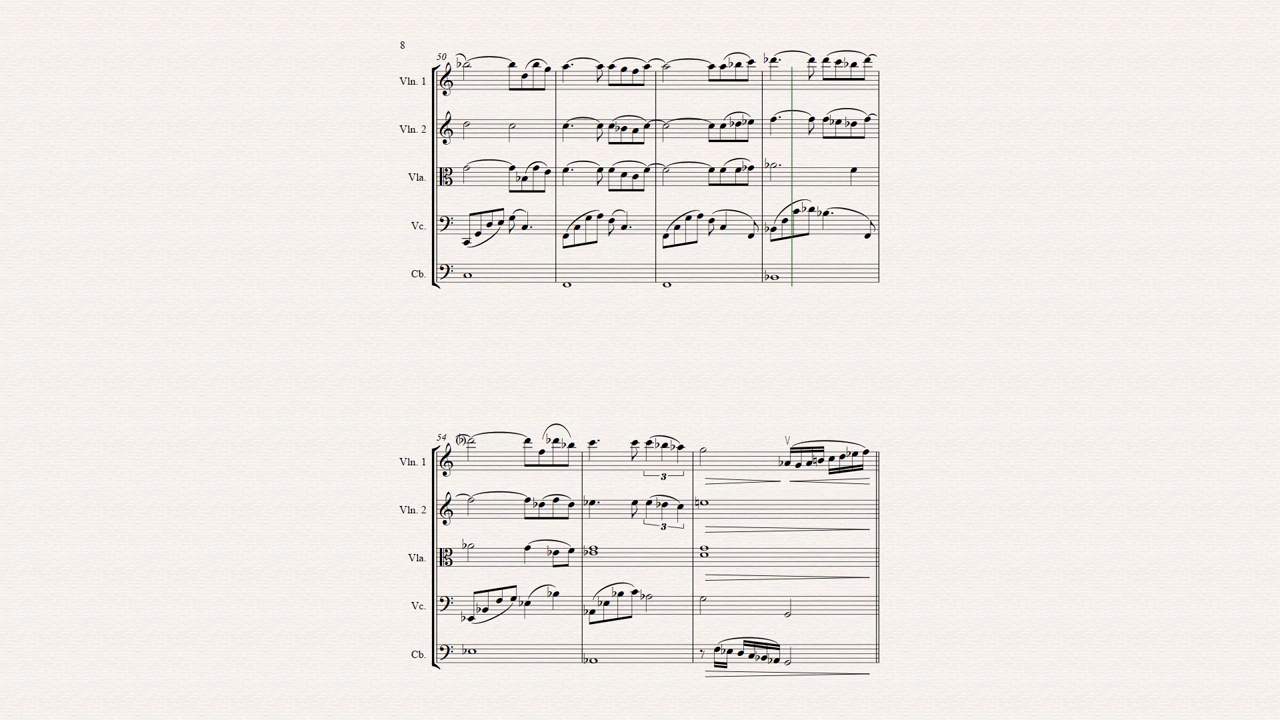 8
50
Vln. 1
Vln. 2
Vla.
Vc.
Cb.
54
Vln. 1
3
Vln. 2
3
Vla.
Vc.
Cb.